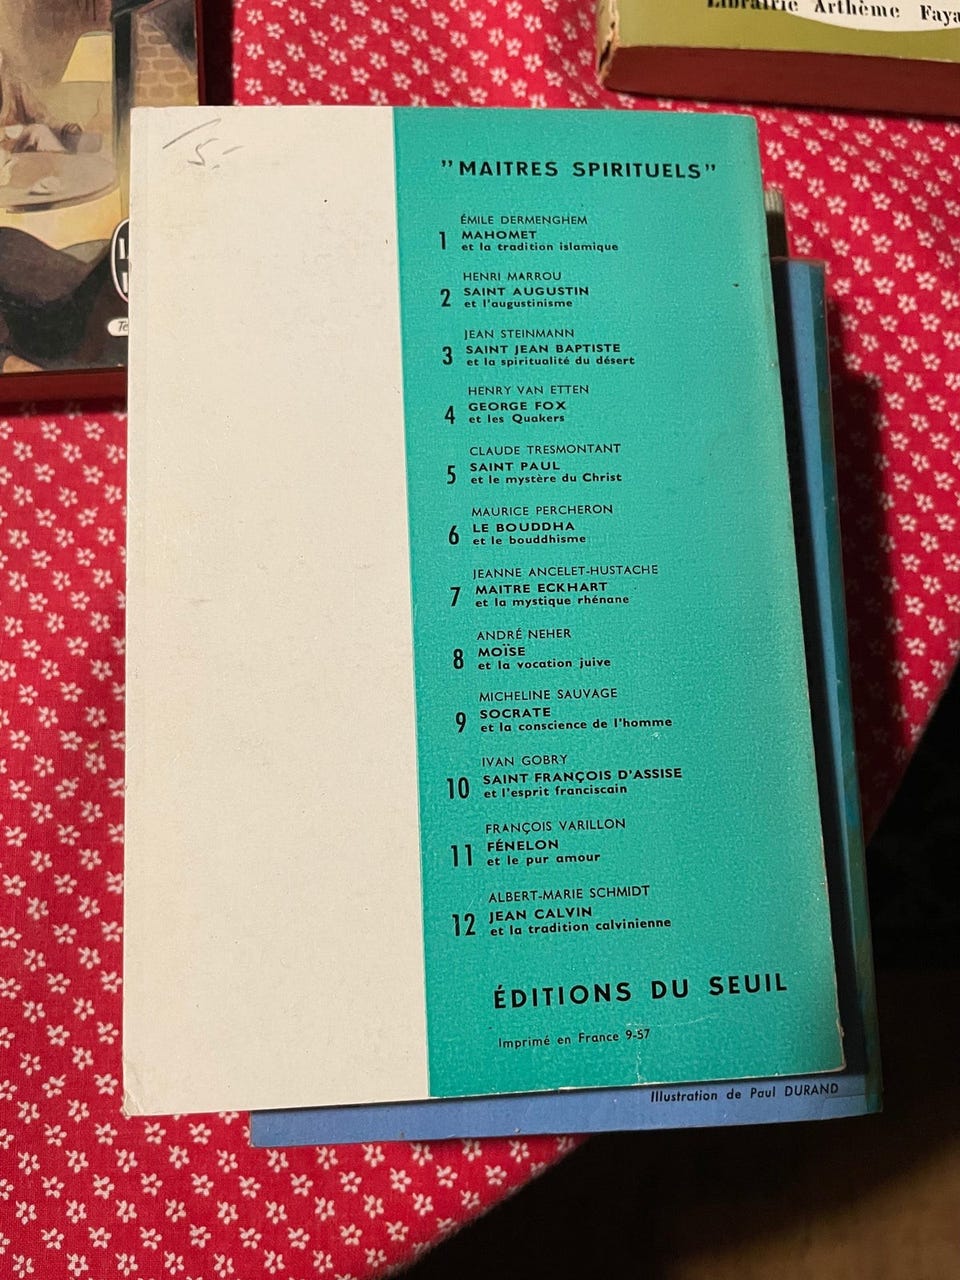 Librairie Arthème Faya
"MAITRES SPIRITUELS"
ÉMILE DERMENGHEM
1 MAHOMET
et la tradition islamique
HENRI MARROU
2 SAINT AUGUSTIN
et l'augustinisme
JEAN STEINMANN
3 SAINT JEAN BAPTISTE
et la spiritualité du désert
HENRY VAN ETTEN
4 GEORGE FOX
et les Quakers
CLAUDE TRESMONTANT
5 SAINT PAUL
et le mystère du Christ
MAURICE PERCHERON
6 LE BOUDDHA
et le bouddhisme
JEANNE ANCELET-HUSTACHE
7 MAITRE ECKHART
et la mystique rhénane
ANDRÉ NEHER
8 MOÏSE
et la vocation juive
MICHELINE SAUVAGE
9 SOCRATE
et la conscience de l'homme
IVAN GOBRY
10 SAINT FRANÇOIS D'ASSISE
et l'esprit franciscain
FRANÇOIS VARILLON
11 FÉNELON
et le pur amour
ALBERT-MARIE SCHMIDT
12 JEAN CALVIN
et la tradition calvinienne
ÉDITIONS DU SEUIL
Imprimé en France 9-57
Illustration de Paul DURAND